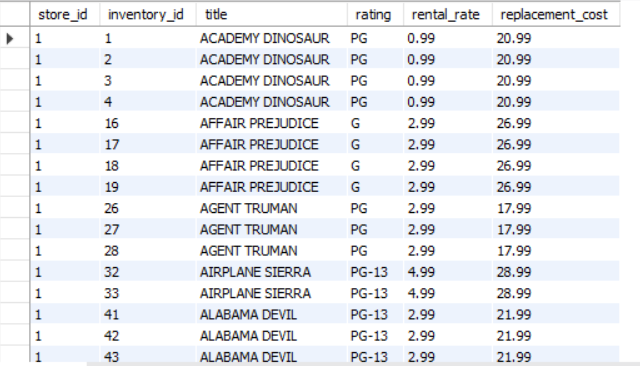 store_id inventory_id title rating rental_rate replacement_cost
1 1 ACADEMY DINOSAUR PG 0.99 20.99
1 2 ACADEMY DINOSAUR PG 0.99 20.99
1 3 ACADEMY DINOSAUR PG 0.99 20.99
1 4 ACADEMY DINOSAUR PG 0.99 20.99
1 16 AFFAIR PREJUDICE G 2.99 26.99
1 17 AFFAIR PREJUDICE G 2.99 26.99
1 18 AFFAIR PREJUDICE G 2.99 26.99
1 19 AFFAIR PREJUDICE G 2.99 26.99
1 26 AGENT TRUMAN PG 2.99 17.99
1 27 AGENT TRUMAN PG 2.99 17.99
1 28 AGENT TRUMAN PG 2.99 17.99
1 32 AIRPLANE SIERRA PG-13 4.99 28.99
1 33 AIRPLANE SIERRA PG-13 4.99 28.99
1 41 ALABAMA DEVIL PG-13 2.99 21.99
1 42 ALABAMA DEVIL PG-13 2.99 21.99
1 43 ALABAMA DEVIL PG-13 2.99 21.99